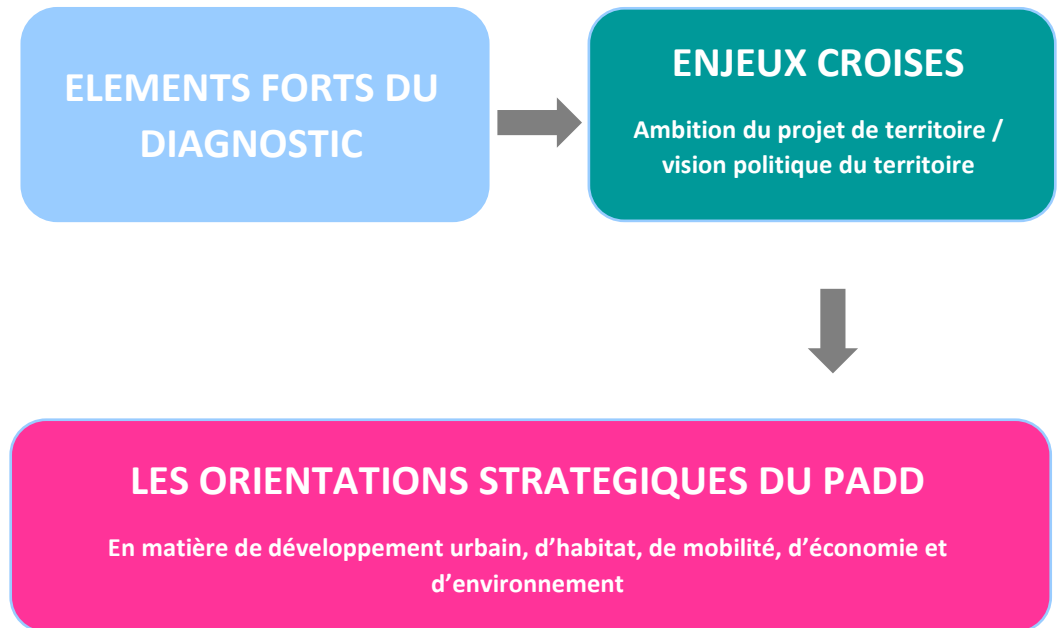 ELEMENTS FORTS DU
DIAGNOSTIC
ENJEUX CROISES
Ambition du projet de territoire /
vision politique du territoire
LES ORIENTATIONS STRATEGIQUES DU PADD
En matière de développement urbain, d’habitat, de mobilité, d’économie et
d’environnement